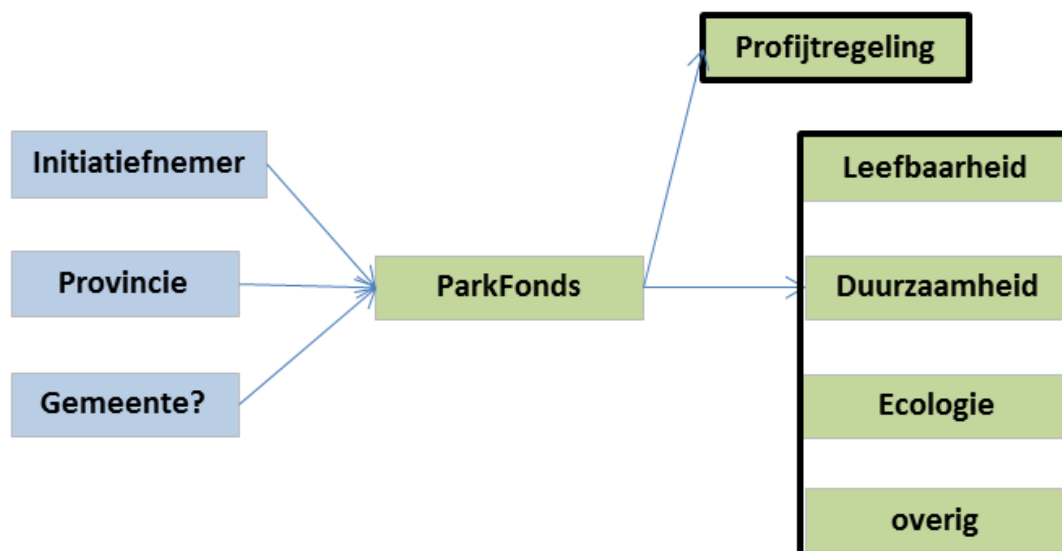 Profijtregeling
Initiatiefnemer
Leefbaarheid
Provincie
ParkFonds
Duurzaamheid
Gemeente?
Ecologie
overig